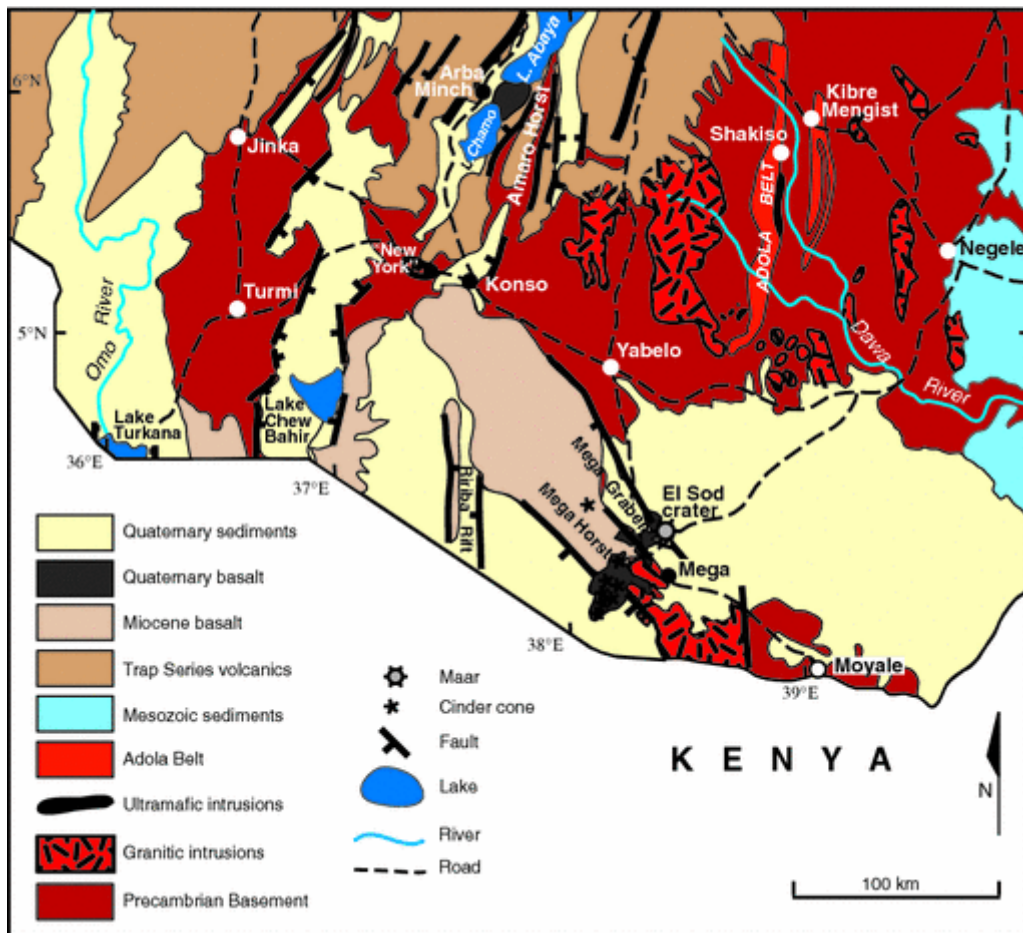 6°N
Arba
Minch
L. Abaya
Chamo
Amaro Horst
Kibre
Mengist
Shakiso
ADOLA BELT
Jinka
"New
York"
Konso
Negele
Turmi
5°N
Omo River
Yabelo
Dawa
River
Lake
Turkana
Lake
Chew
Bahir
36°E
37°E
Ririba Rift
Mega Graben
Mega Horst
El Sod
crater
Mega
38°E
39°E
Moyale
KENYA
N
100 km
Quaternary sediments
Quaternary basalt
Miocene basalt
Trap Series volcanics
Mesozoic sediments
Adola Belt
Ultramafic intrusions
Granitic intrusions
Precambrian Basement
Maar
Cinder cone
Fault
Lake
River
Road